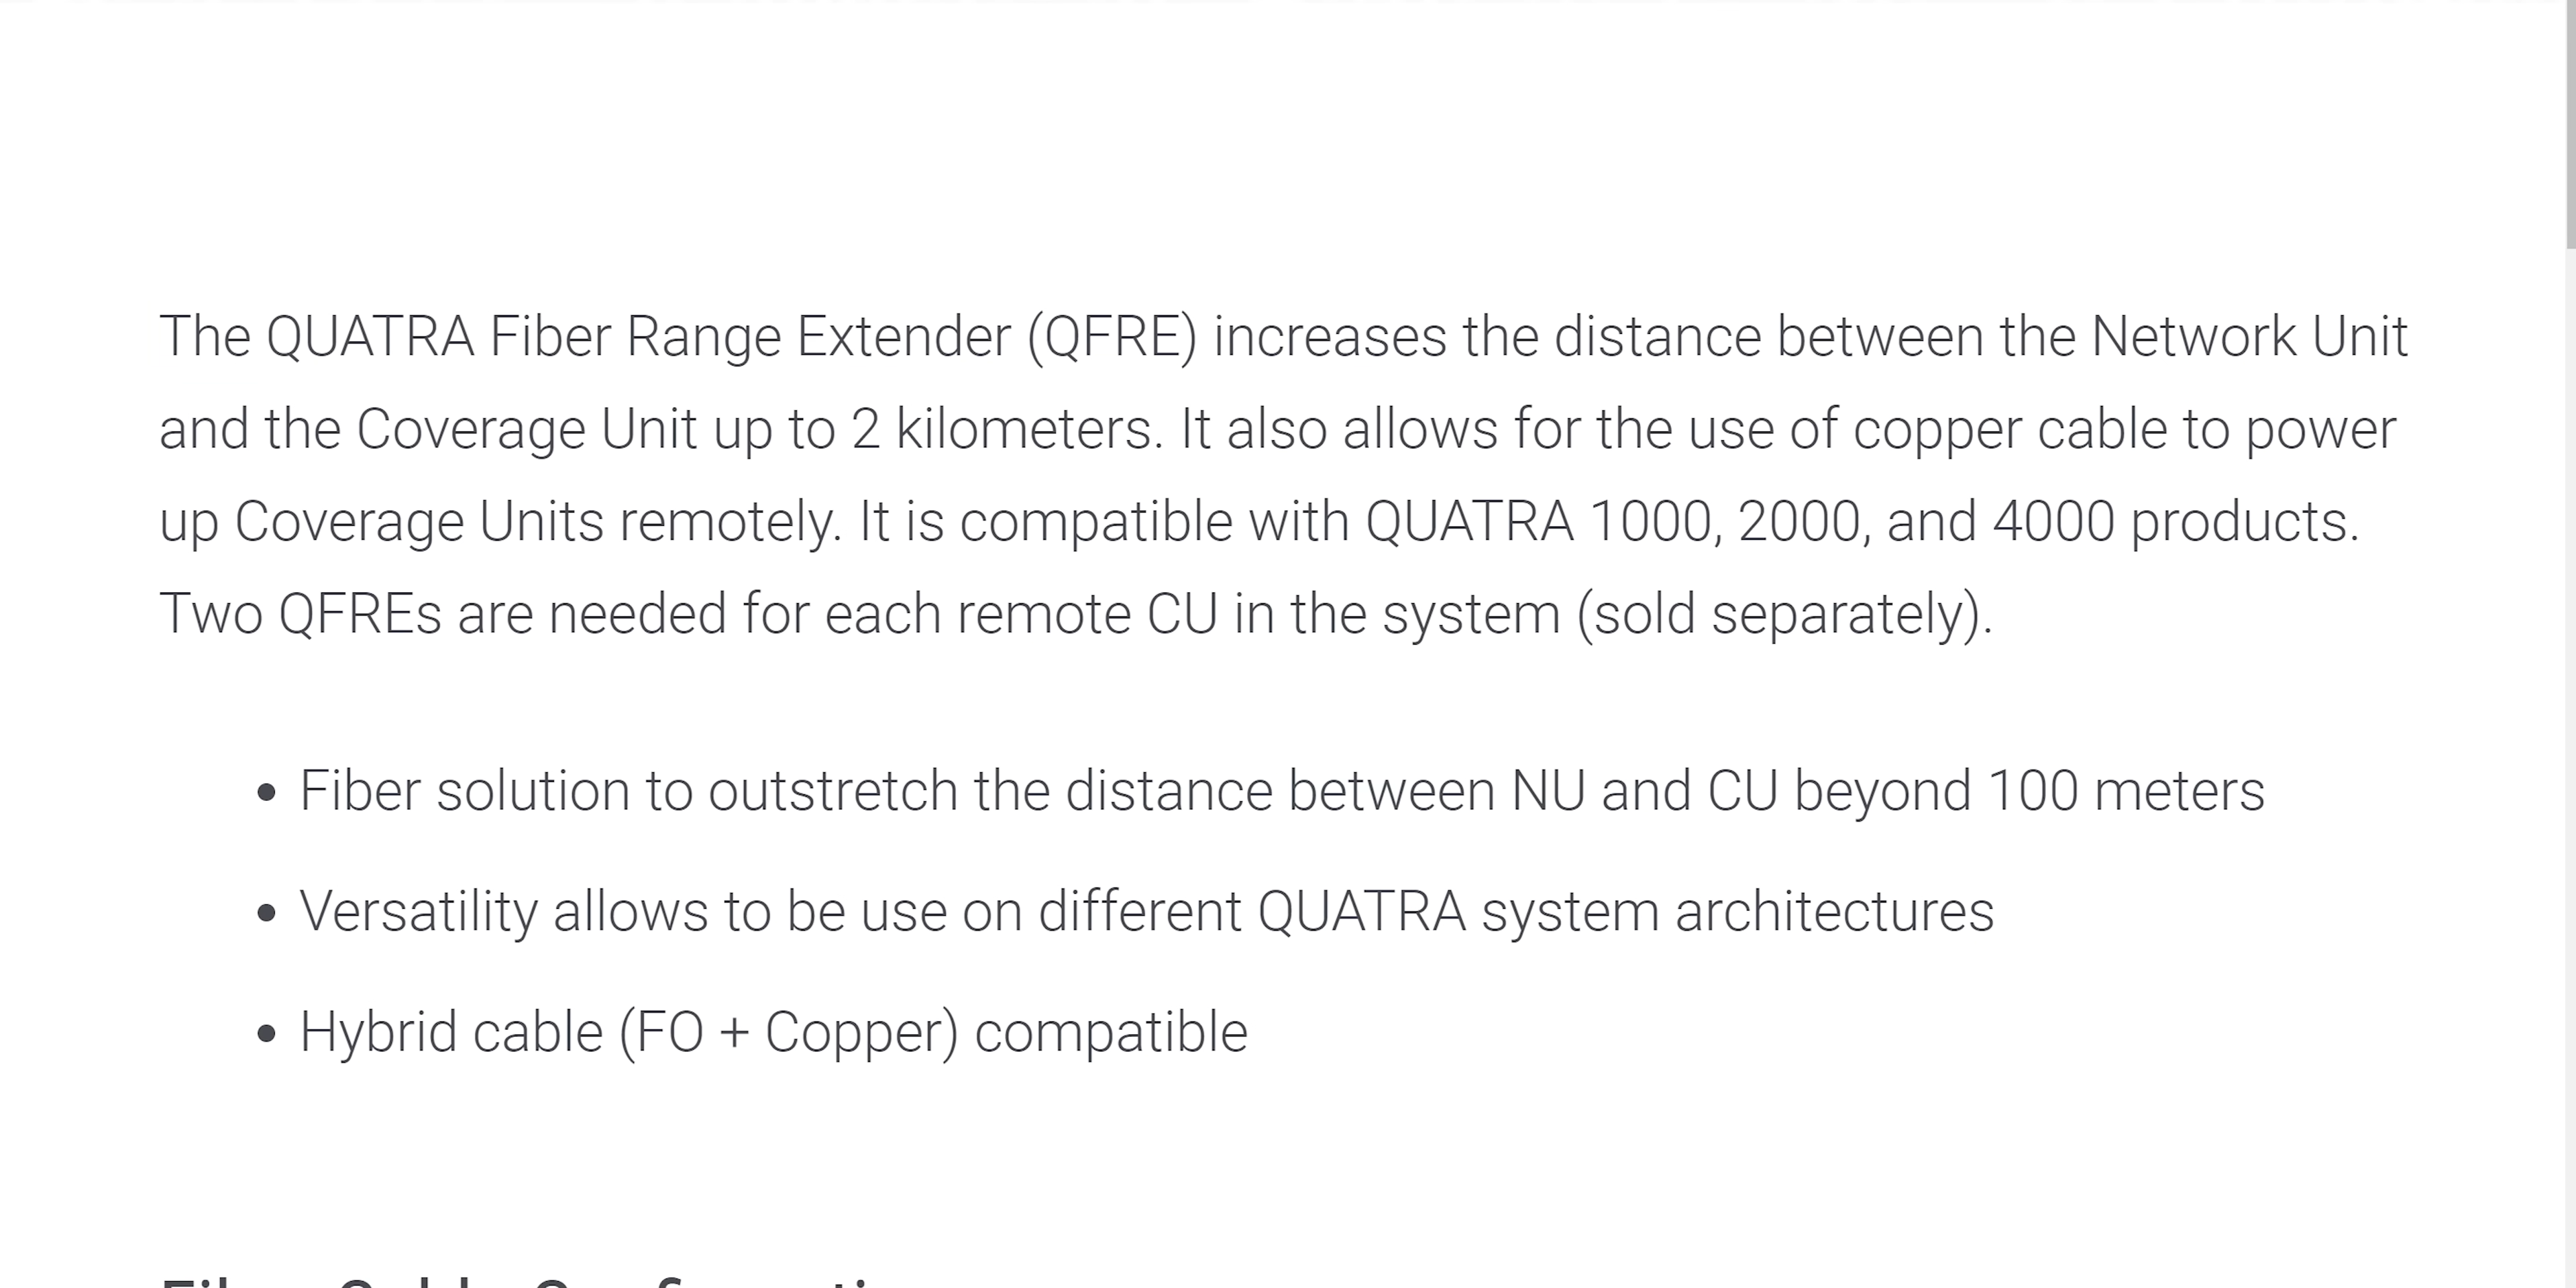 The QUATRA Fiber Range Extender (QFRE) increases the distance between the Network Unit
and the Coverage Unit up to 2 kilometers. It also allows for the use of copper cable to power
up Coverage Units remotely. It is compatible with QUATRA 1000, 2000, and 4000 products.
Two QFREs are needed for each remote CU in the system (sold separately).
• Fiber solution to outstretch the distance between NU and CU beyond 100 meters
• Versatility allows to be use on different QUATRA system architectures
• Hybrid cable (FO + Copper) compatible